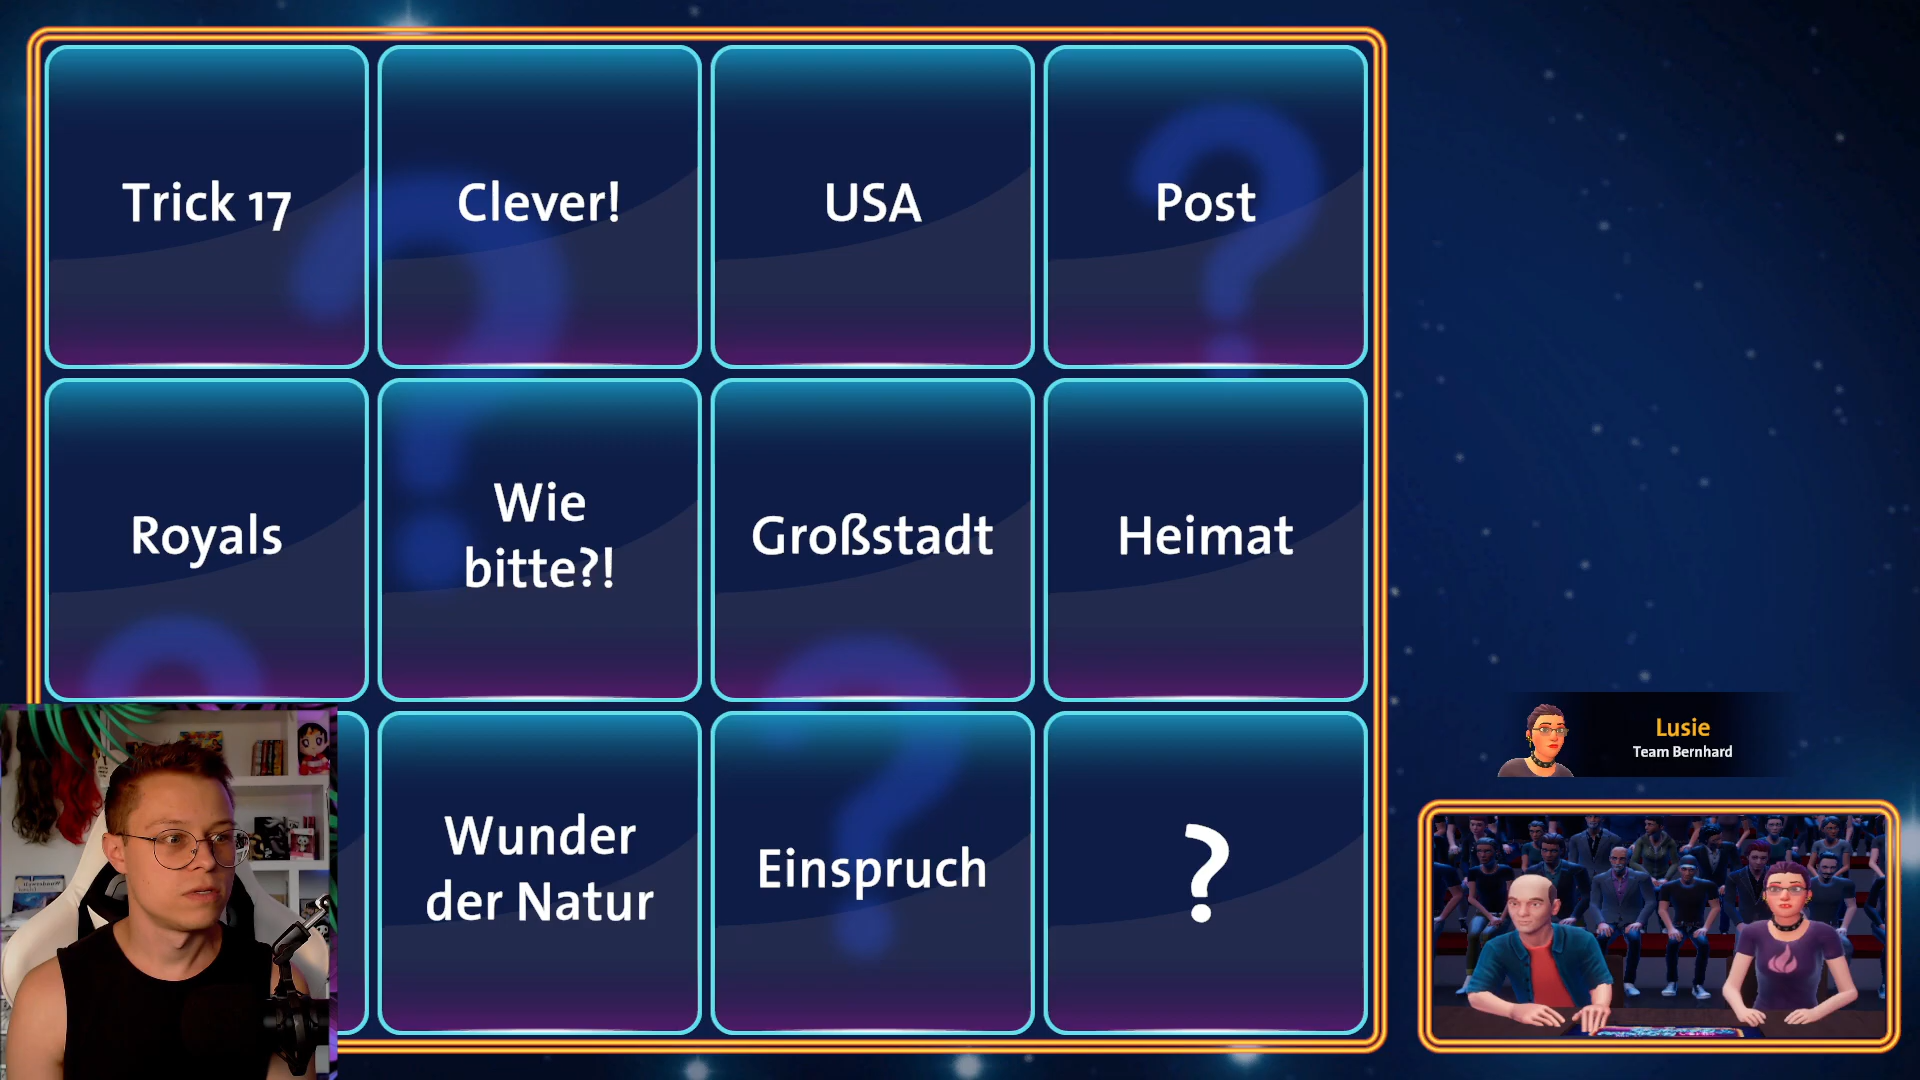 Trick 17
Clever!
USA
Post
Royals
Wie
bitte?!
Großstadt
Heimat
Wunder
der Natur
Einspruch
?
Lusie
Team Bernhard